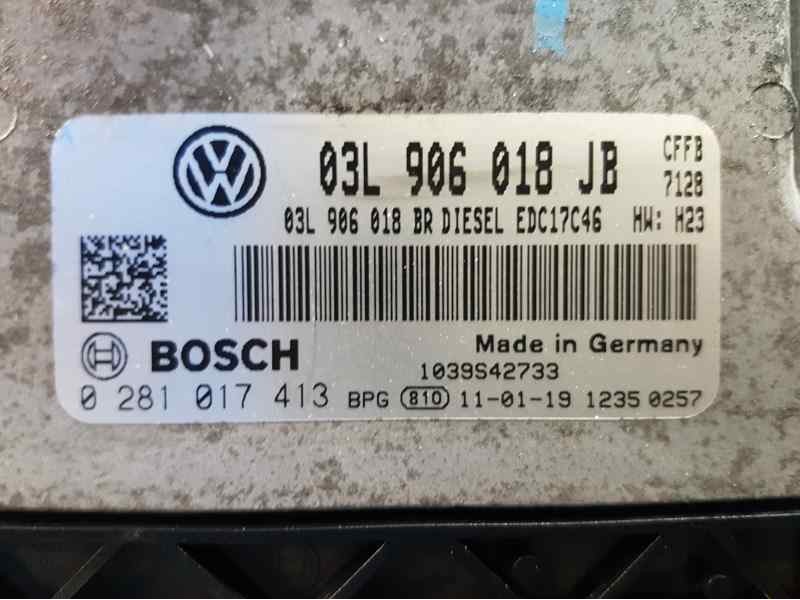 03L 906 018 JB CFFB
7128
03L 906 018 BR DIESEL EDC17C46 HW: H23
BOSCH Made in Germany
1039S42733
0 281 017 413 BPG 810 11-01-19 1235 0257